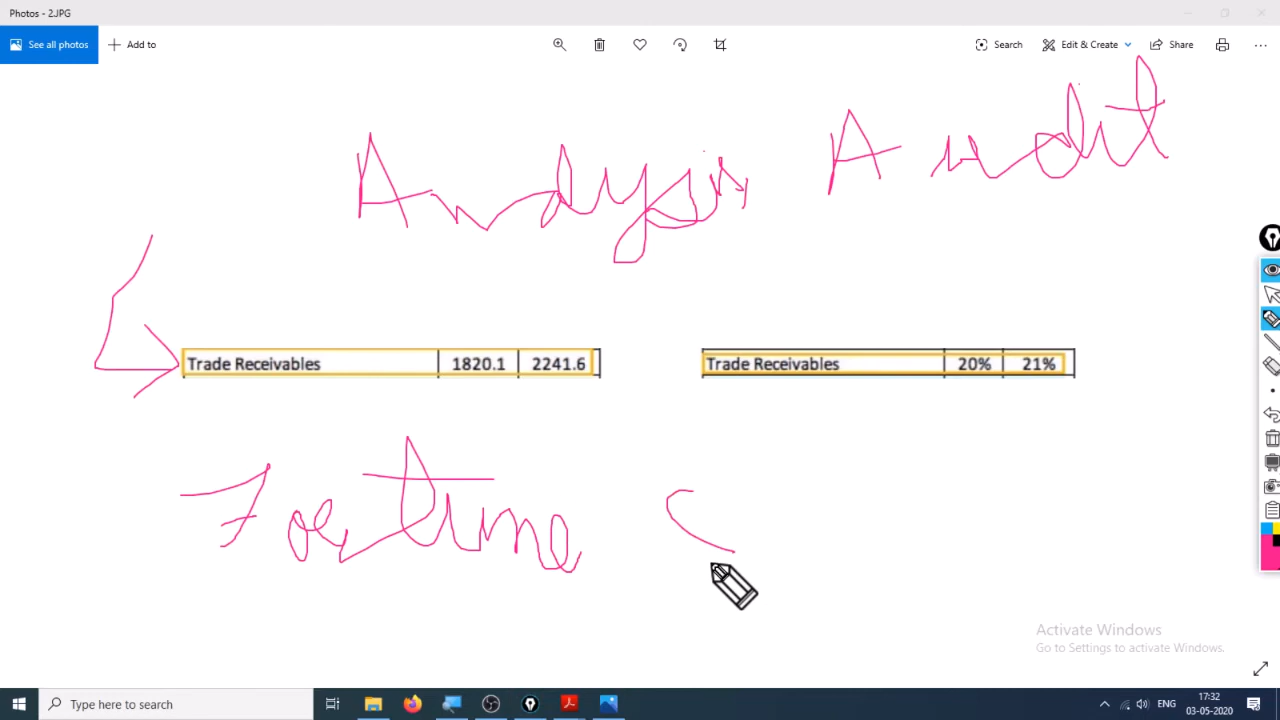 Photos - 2.JPG
See all photos
Add to
Search
Edit & Create
Share
Analysis Audit
Trade Receivables 1820.1 2241.6
Trade Receivables 20% 21%
Activate Windows
Go to Settings to activate Windows.
Type here to search
ENG
17:32
03-05-2020